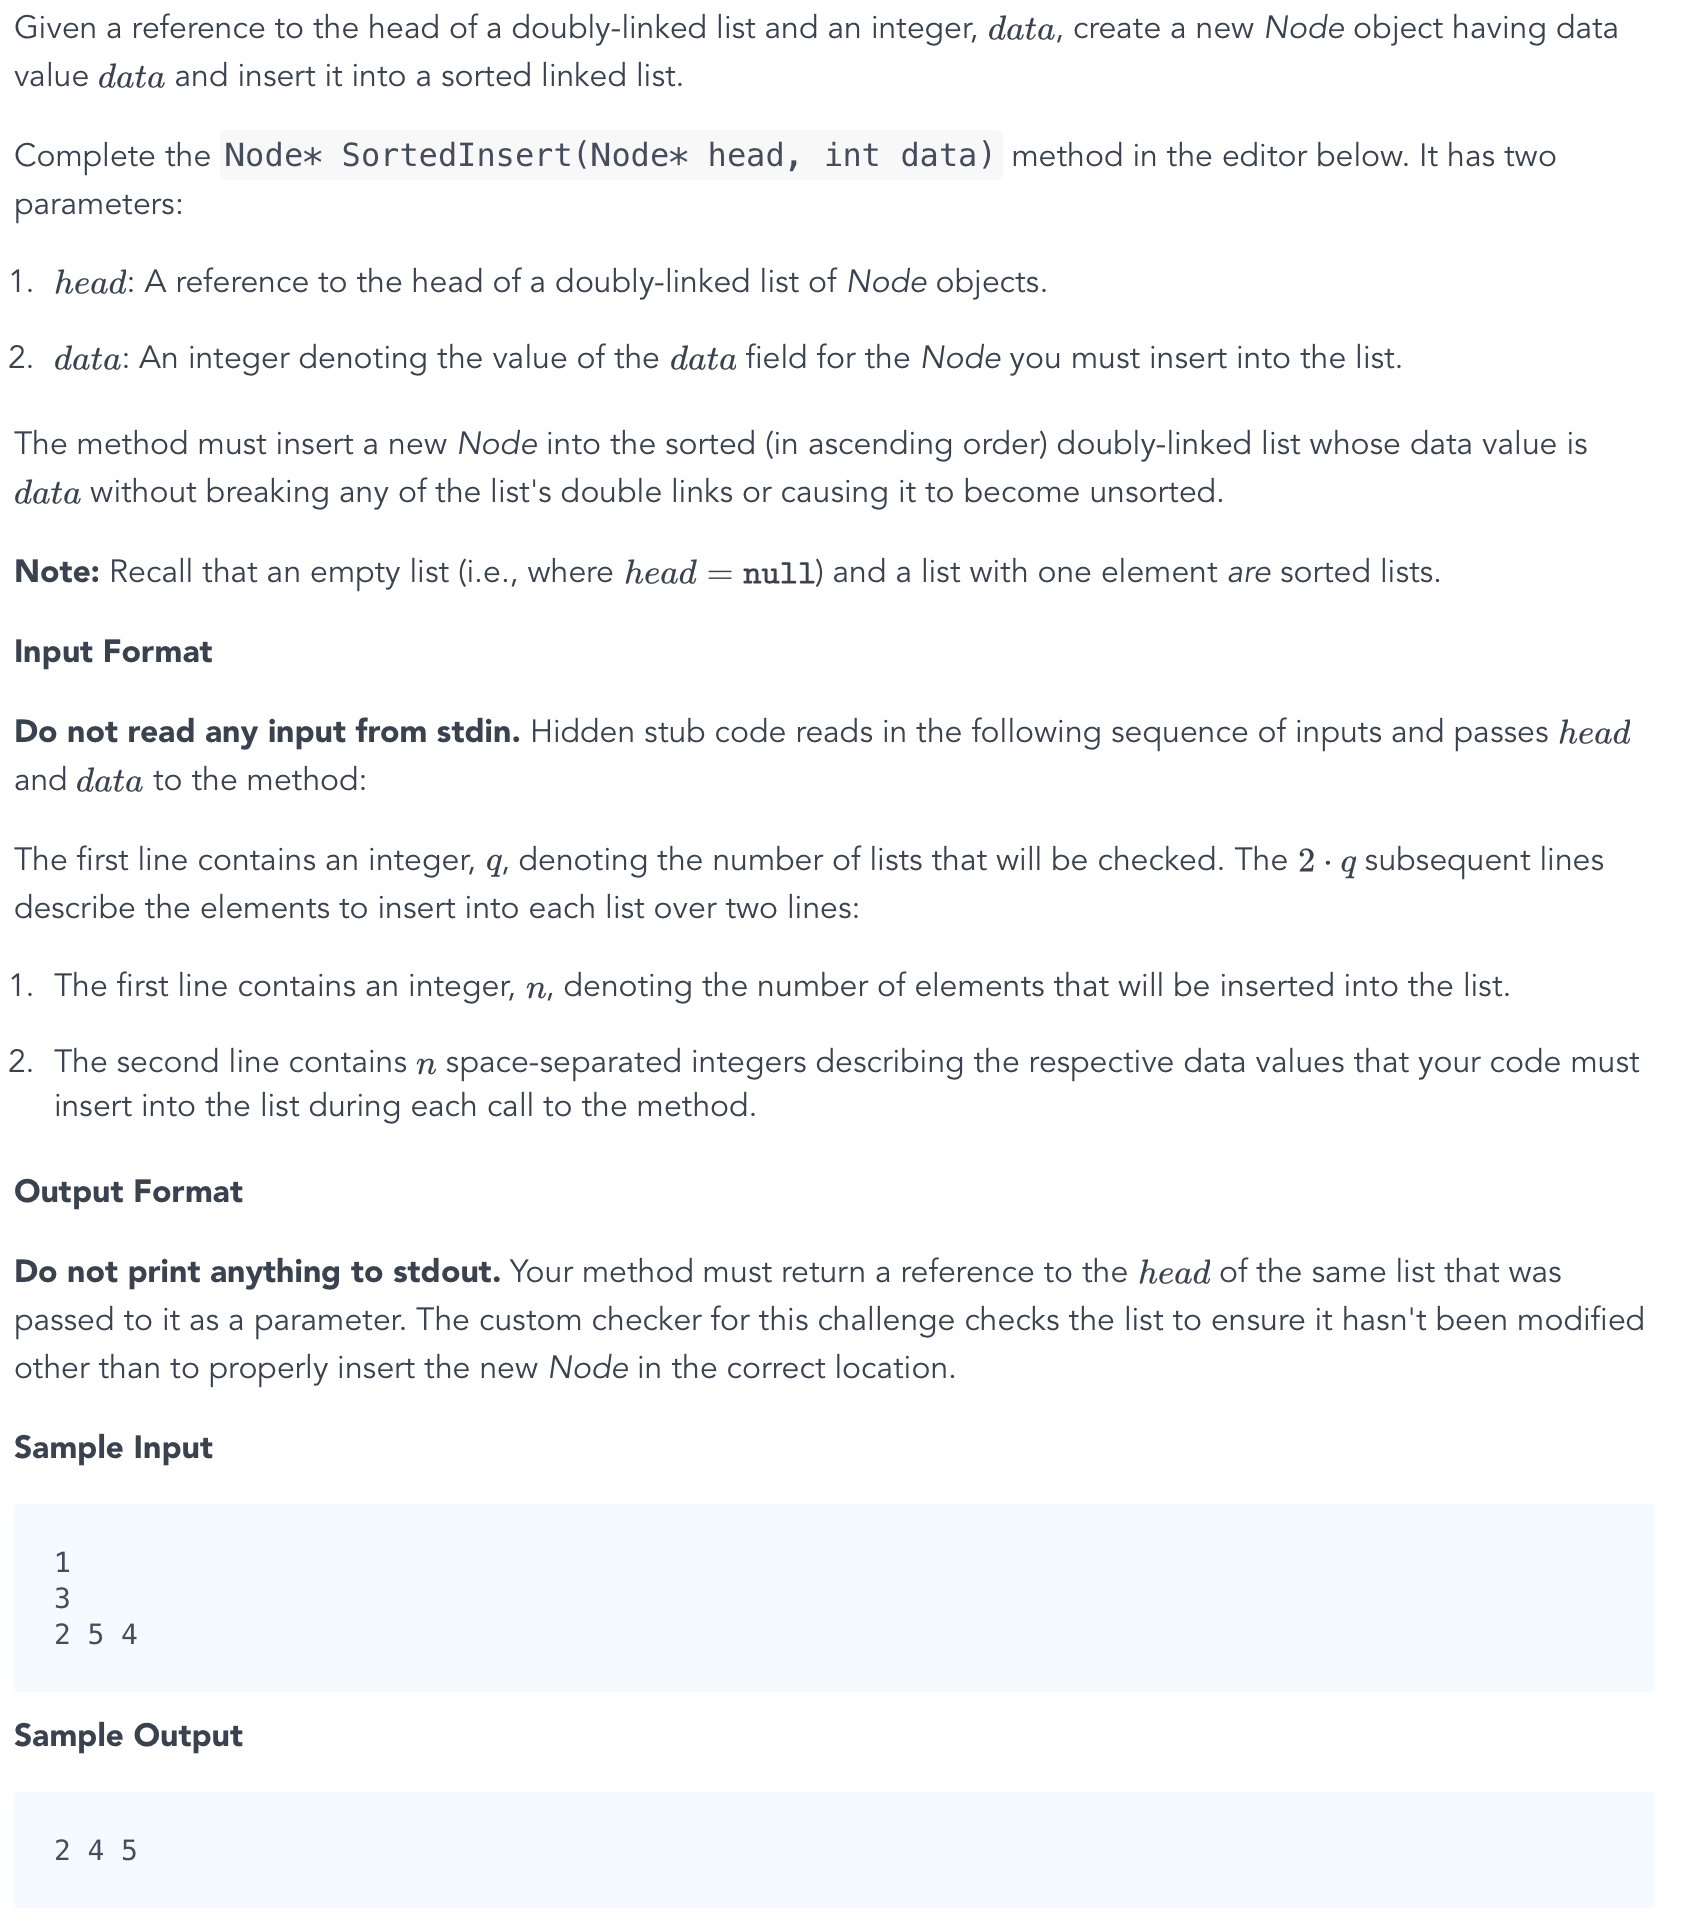 Given a reference to the head of a doubly-linked list and an integer, data, create a new Node object having data
value data and insert it into a sorted linked list.
Complete the Node* SortedInsert(Node* head, int data) method in the editor below. It has two
parameters:
1. head: A reference to the head of a doubly-linked list of Node objects.
2. data: An integer denoting the value of the data field for the Node you must insert into the list.
The method must insert a new Node into the sorted (in ascending order) doubly-linked list whose data value is
data without breaking any of the list's double links or causing it to become unsorted.
Note: Recall that an empty list (i.e., where head = null) and a list with one element are sorted lists.
Input Format
Do not read any input from stdin. Hidden stub code reads in the following sequence of inputs and passes head
and data to the method:
The first line contains an integer, q, denoting the number of lists that will be checked. The 2 · q subsequent lines
describe the elements to insert into each list over two lines:
1. The first line contains an integer, n, denoting the number of elements that will be inserted into the list.
2. The second line contains n space-separated integers describing the respective data values that your code must
insert into the list during each call to the method.
Output Format
Do not print anything to stdout. Your method must return a reference to the head of the same list that was
passed to it as a parameter. The custom checker for this challenge checks the list to ensure it hasn't been modified
other than to properly insert the new Node in the correct location.
Sample Input
1
3
2 5 4
Sample Output
2 4 5